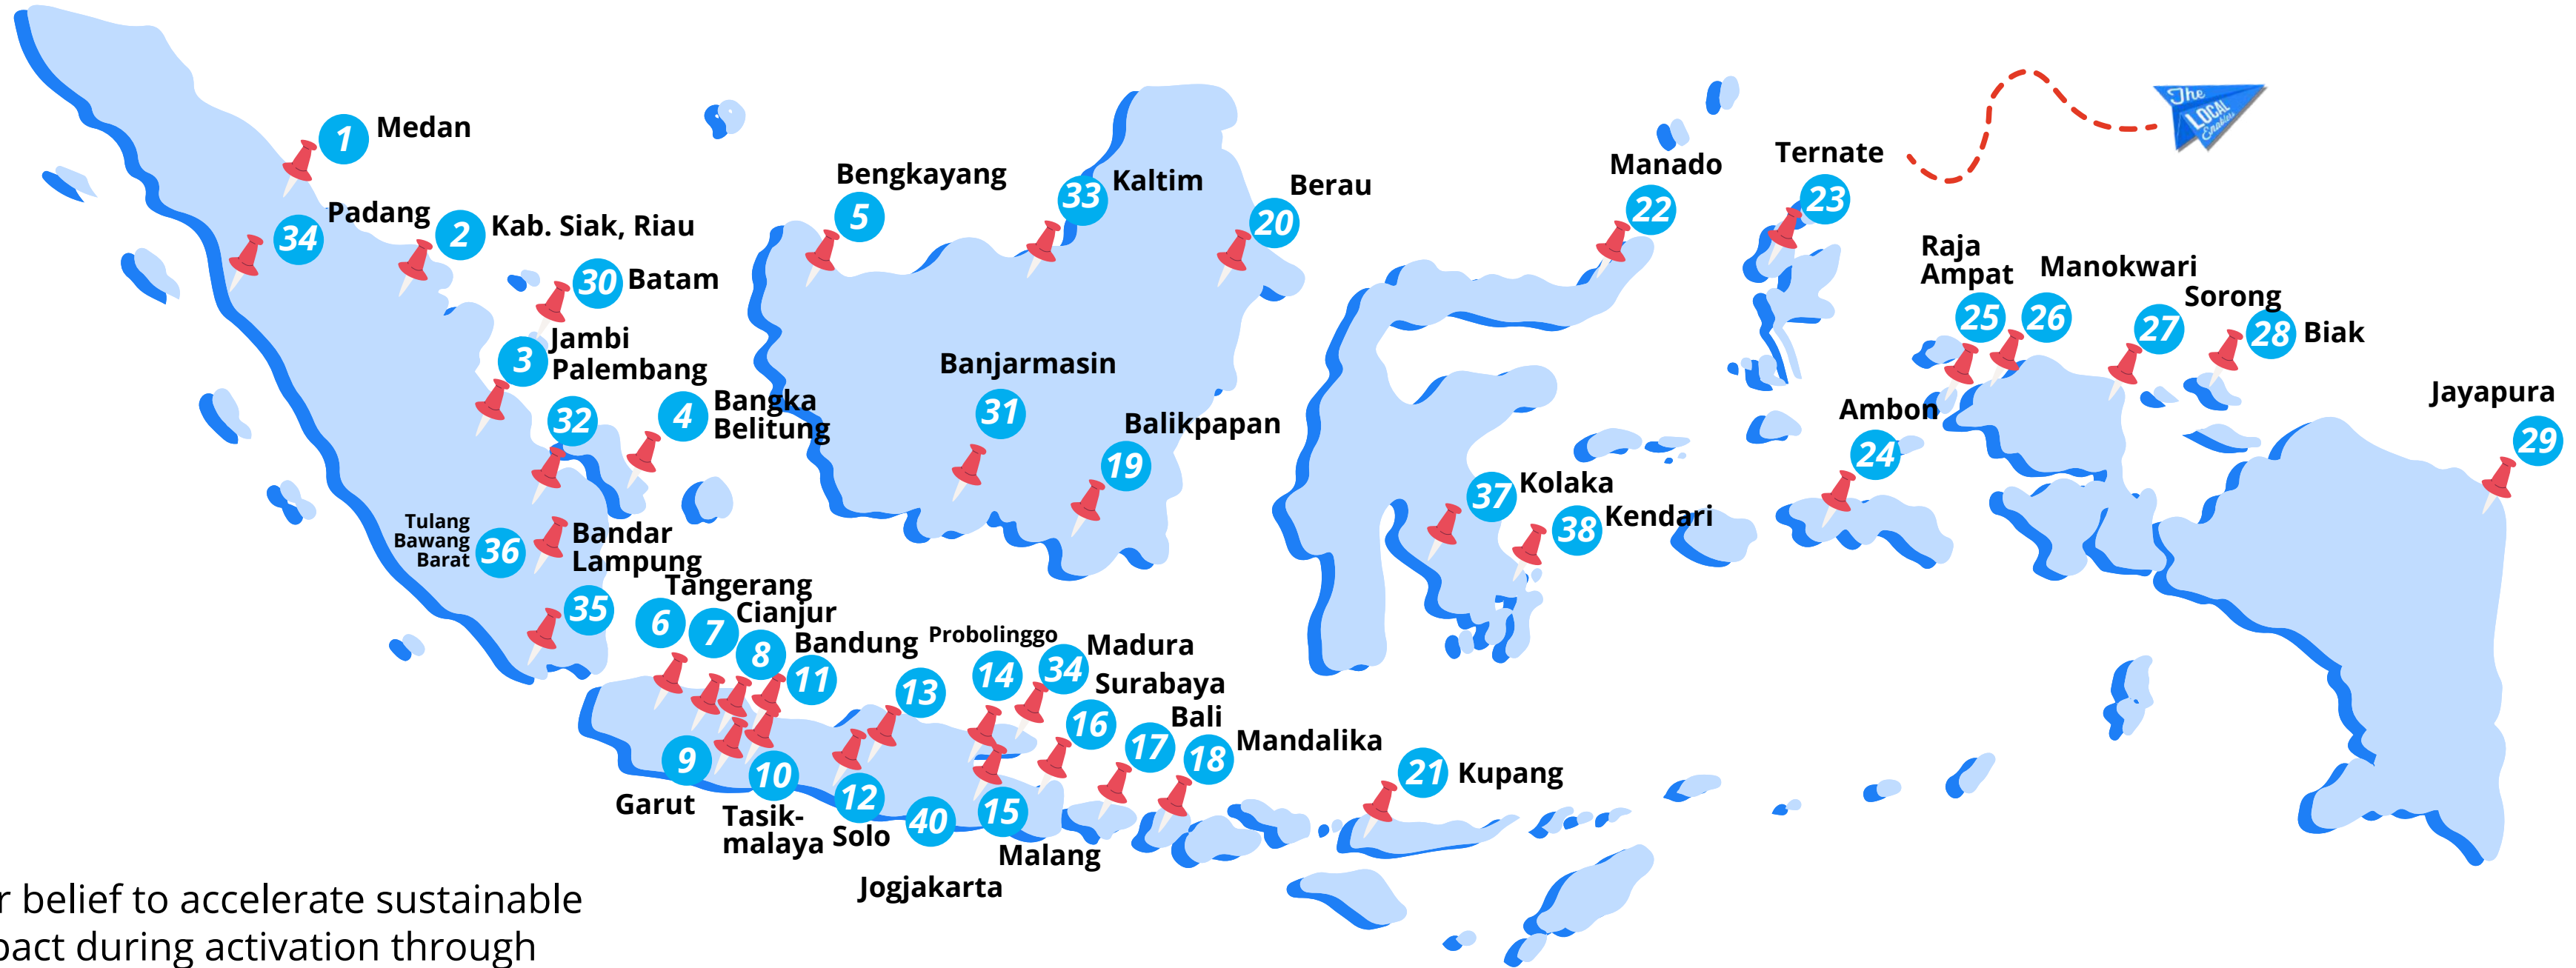 1 Medan
34 Padang
2 Kab. Siak, Riau
30 Batam
3 Jambi
32 Palembang
4 Bangka
Belitung
36 Tulang
Bawang
Barat
35 Bandar
Lampung
5 Bengkayang
33 Kaltim
20 Berau
31 Banjarmasin
19 Balikpapan
22 Manado
23 Ternate
The
LOCAL
Enablers
37 Kolaka
38 Kendari
24 Ambon
25 Raja
Ampat
26 Manokwari
27 Sorong
28 Biak
29 Jayapura
6 Tangerang
7 Cianjur
8 Bandung
11
13
14 Probolinggo
34 Madura
16 Surabaya
17 Bali
18 Mandalika
21 Kupang
9 Garut
10 Tasik-
malaya
12 Solo
40 Jogjakarta
15 Malang
r belief to accelerate sustainable
pact during activation through